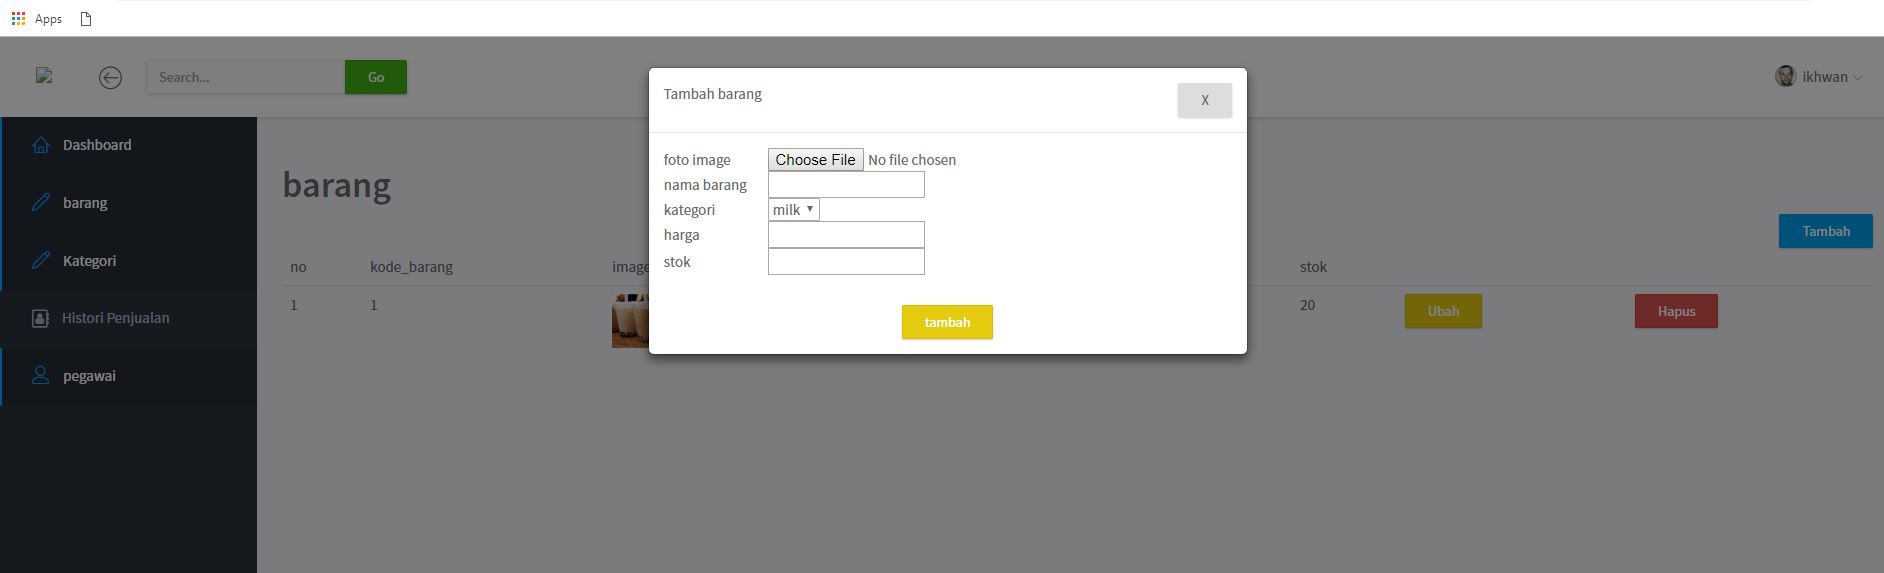 Apps
Search...
Go
ikhwan
Tambah barang
X
Dashboard
barang
Kategori
Histori Penjualan
pegawai
barang
Tambah
foto image Choose File No file chosen
nama barang
kategori milk
harga
stok
tambah
no kode_barang image stok
1 1 20 Ubah Hapus